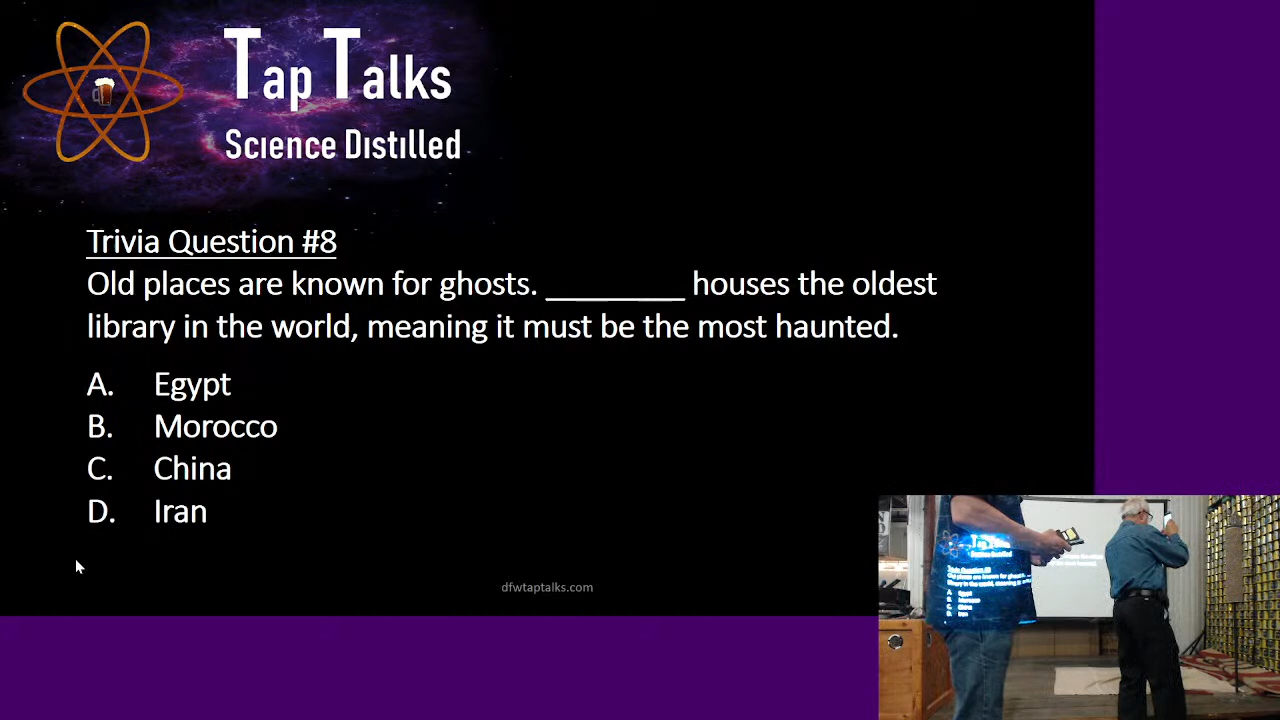 Tap Talks
Science Distilled
Trivia Question #8
Old places are known for ghosts. ________ houses the oldest
library in the world, meaning it must be the most haunted.
A. Egypt
B. Morocco
C. China
D. Iran
dfwtaptalks.com